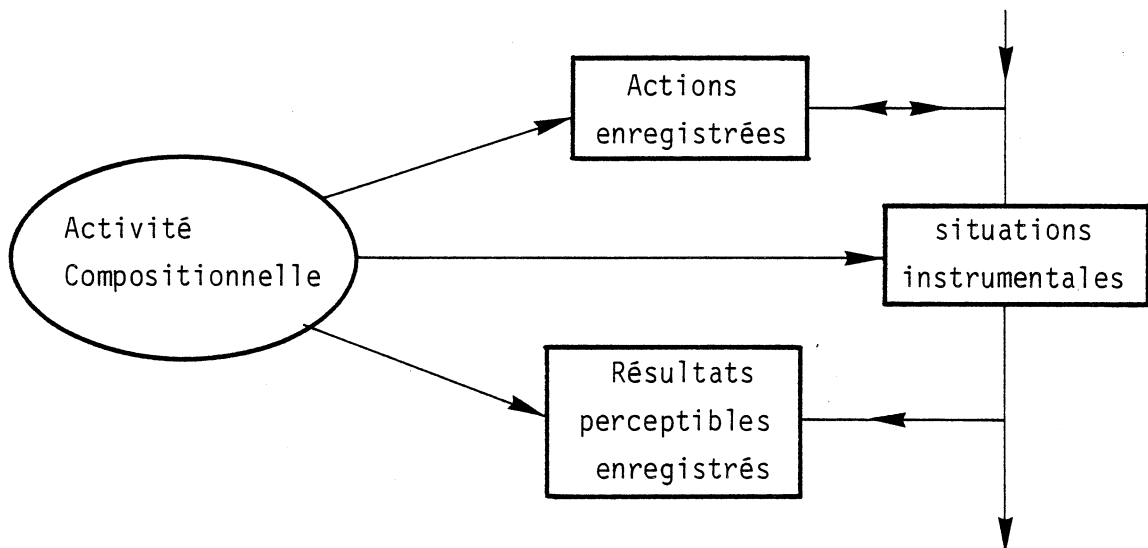 Actions
enregistrées
Activité
Compositionnelle
situations
instrumentales
Résultats
perceptibles
enregistrés